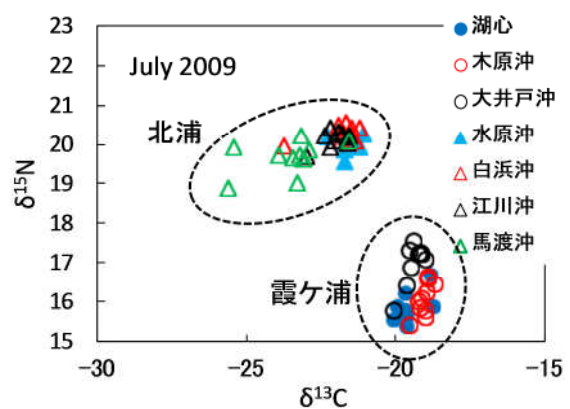 23
22
21
20
19
18
17
16
15
δ15N
July 2009
北浦
霞ケ浦
湖心
木原沖
大井戸沖
水原沖
白浜沖
江川沖
馬渡沖
−30
−25
−20
−15
δ13C